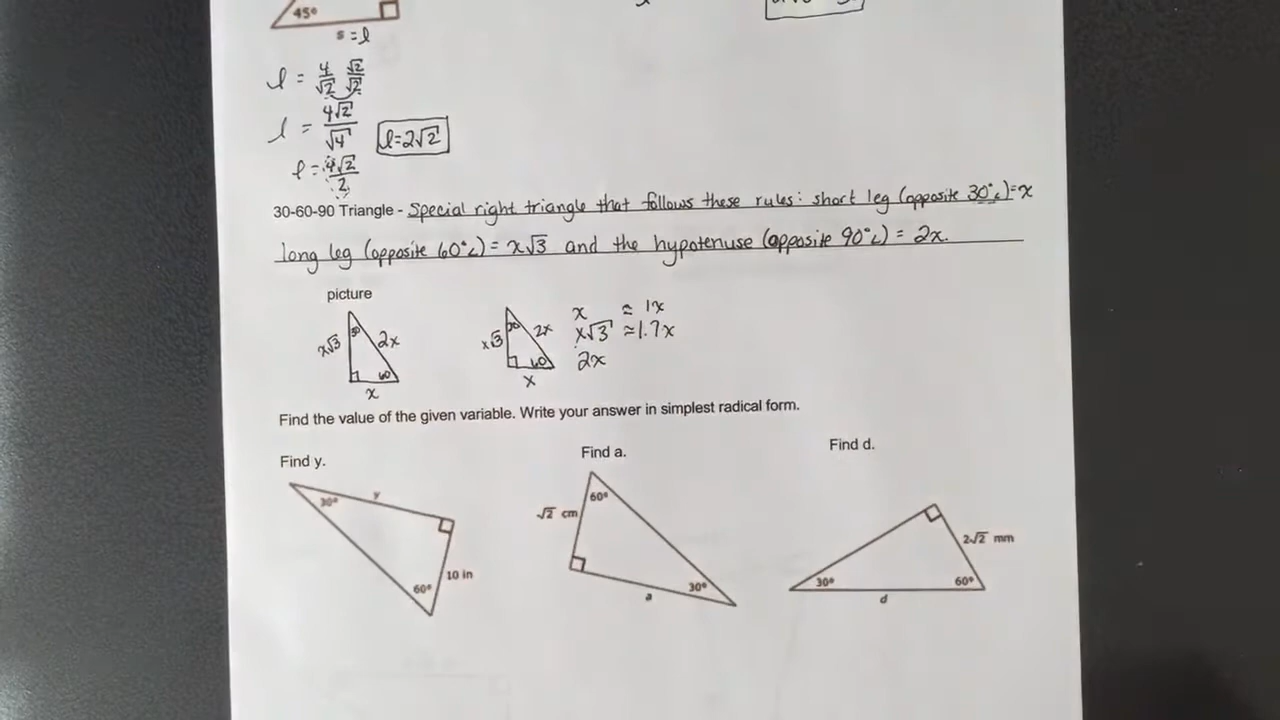 45°
s = l
l = 4/√2 √2/√2
l = 4√2/√4
l=2√2
l = 4√2/2
30-60-90 Triangle - Special right triangle that follows these rules: short leg (opposite 30°∠)=x
long leg (opposite 60°∠)= x√3 and the hypotenuse (opposite 90°∠) = 2x.
picture
x√3 30 2x 60 x
x√3 30 2x 60 x
x ≈ 1x
x√3 ≈1.7x
2x
Find the value of the given variable. Write your answer in simplest radical form.
Find y.
30° y 10 in 60°
Find a.
60° √2 cm 30° a
Find d.
2√2 mm 30° 60° d